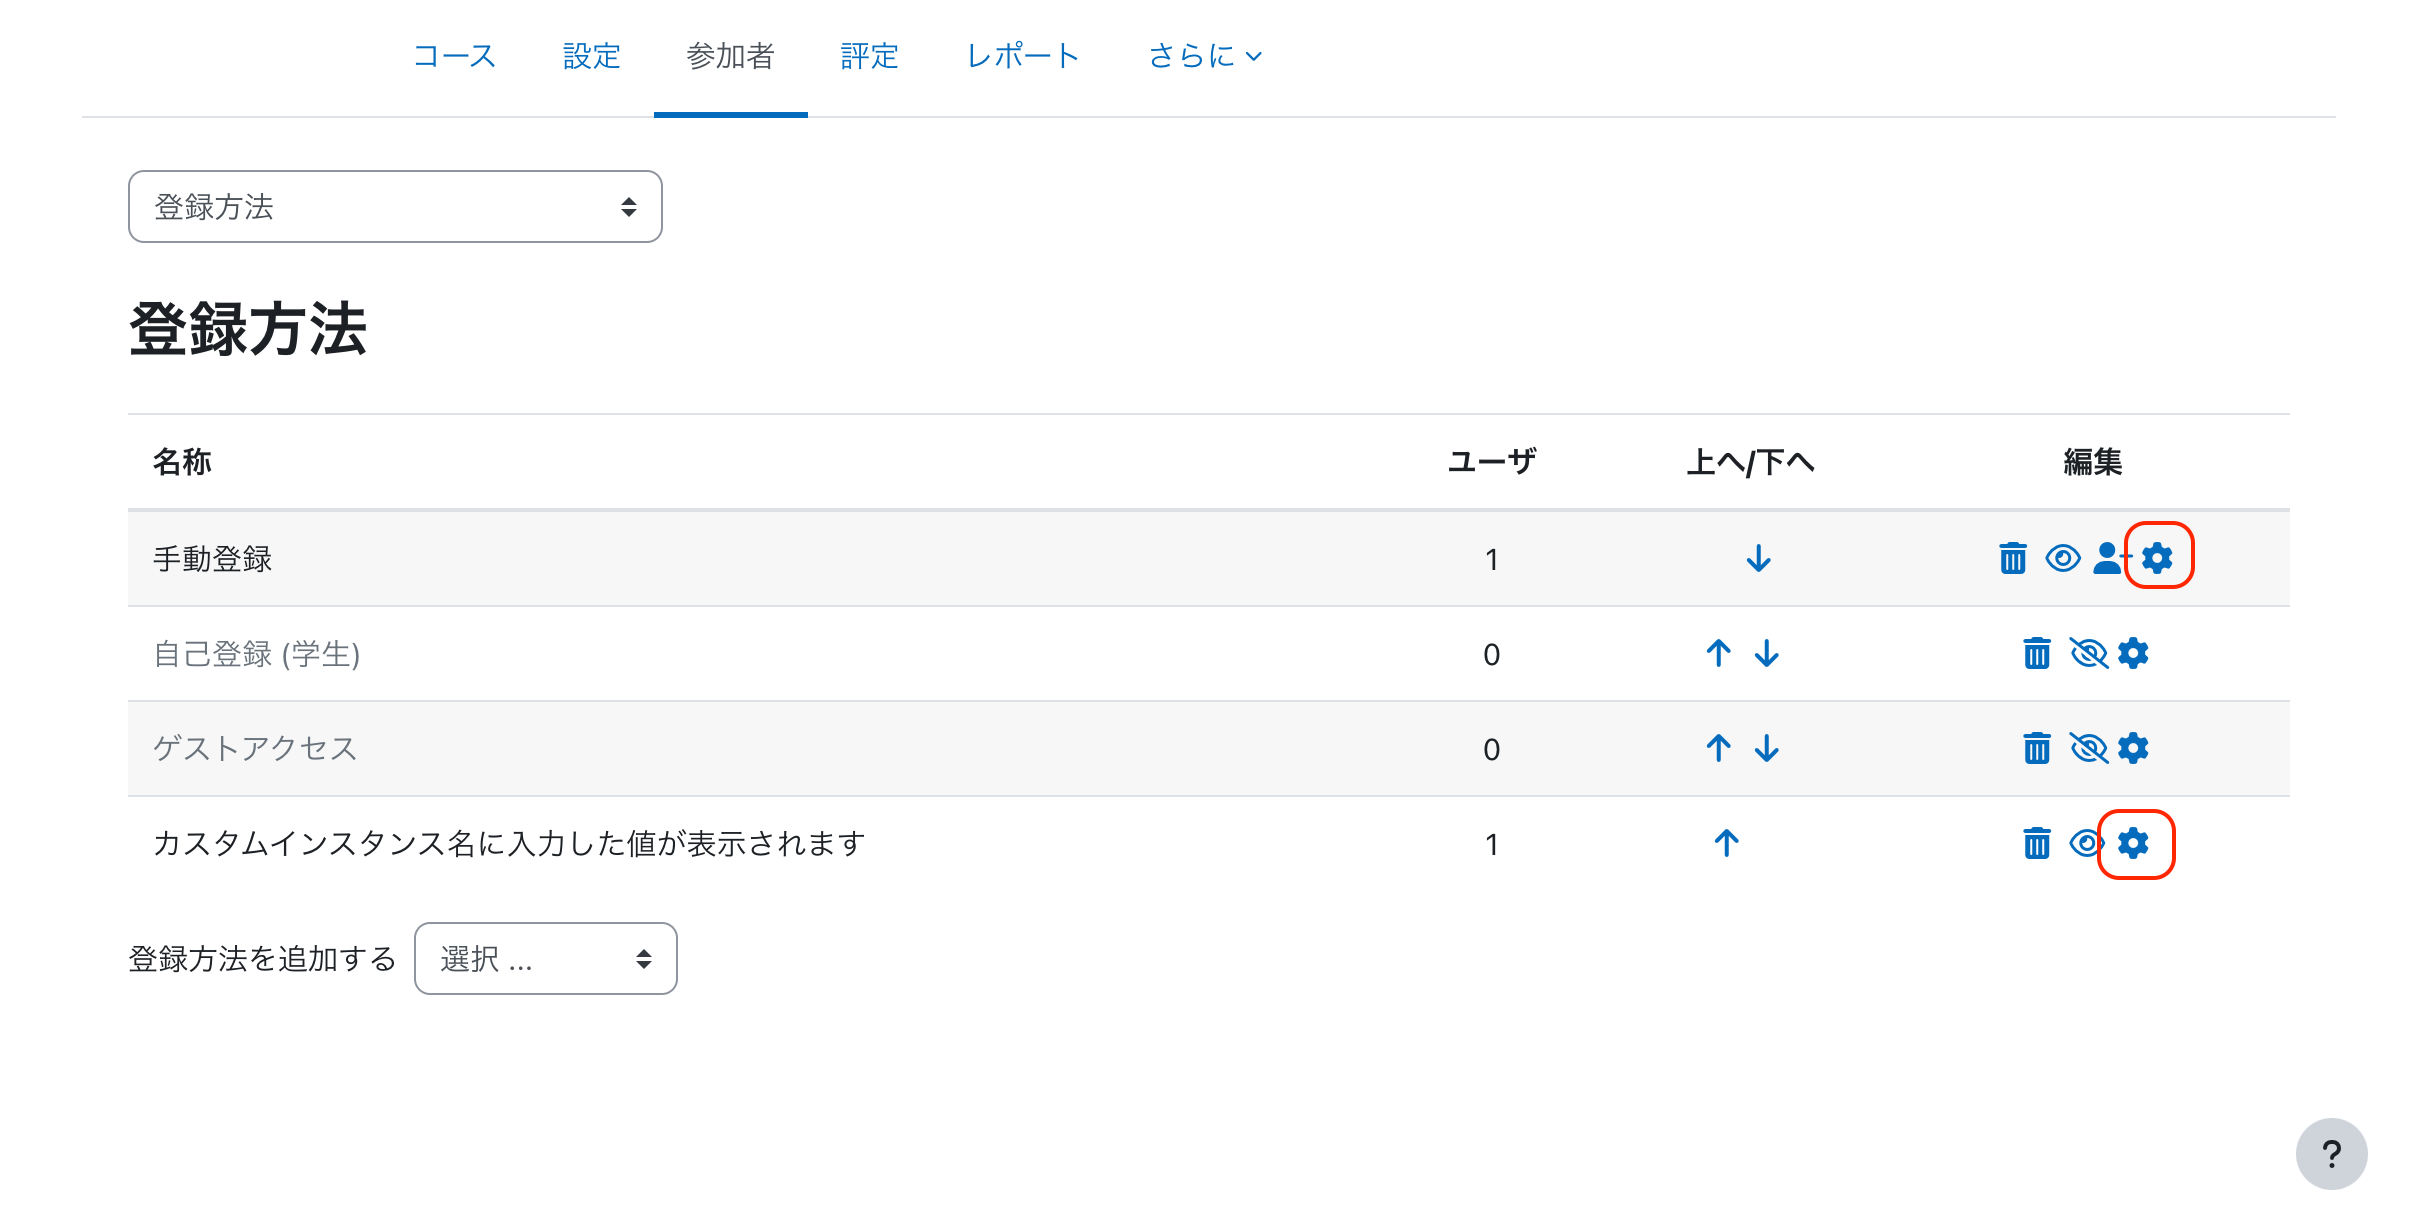 コース 設定 参加者 評定 レポート さらに
登録方法
登録方法
名称 ユーザ 上へ/下へ 編集
手動登録 1
自己登録 (学生) 0
ゲストアクセス 0
カスタムインスタンス名に入力した値が表示されます 1
登録方法を追加する 選択 ...
?